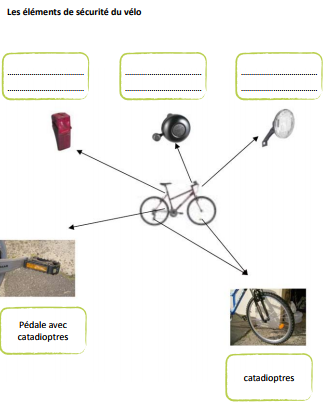 Les éléments de sécurité du vélo
Pédale avec
catadioptres
catadioptres